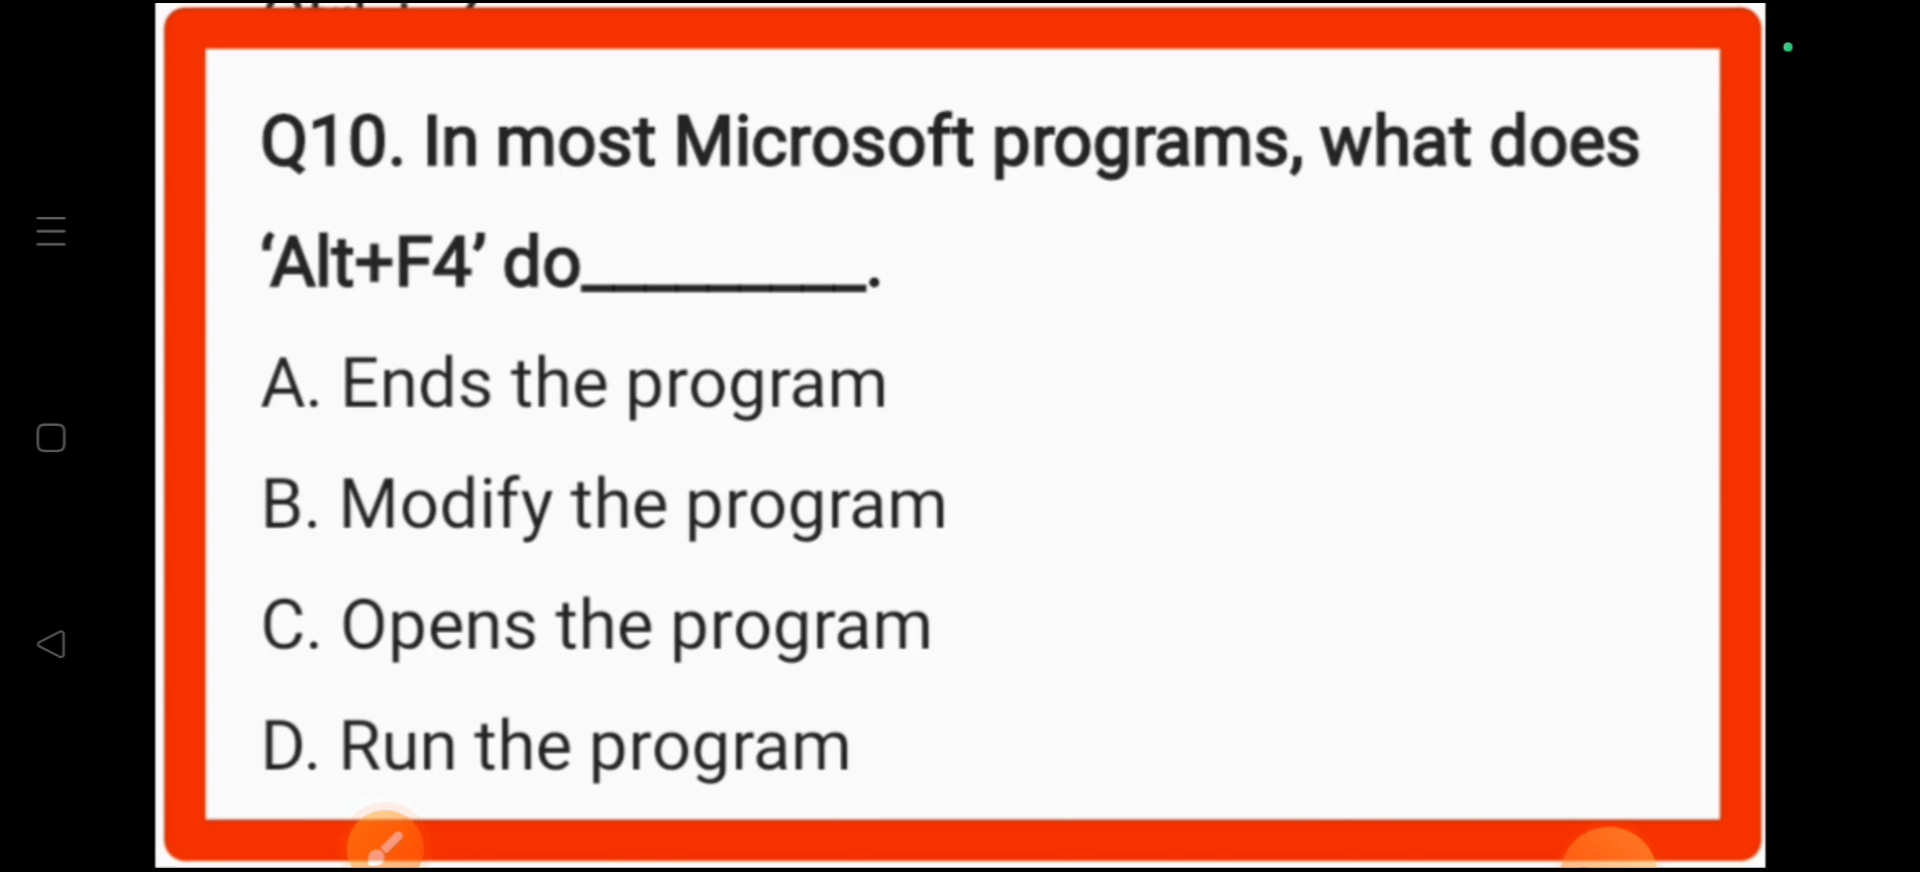 Q10. In most Microsoft programs, what does
‘Alt+F4’ do_________.
A. Ends the program
B. Modify the program
C. Opens the program
D. Run the program